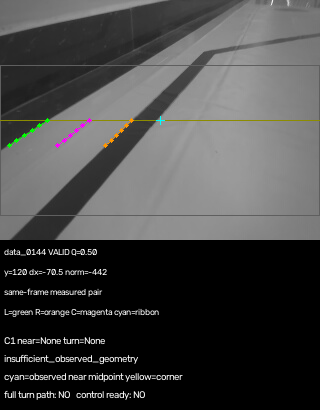 data_0144 VALID Q=0.50
y=120 dx=-70.5 norm=-442
same-frame measured pair
L=green R=orange C=magenta cyan=ribbon
C1 near=None turn=None
insufficient_observed_geometry
cyan=observed near midpoint yellow=corner
full turn path: NO control ready: NO